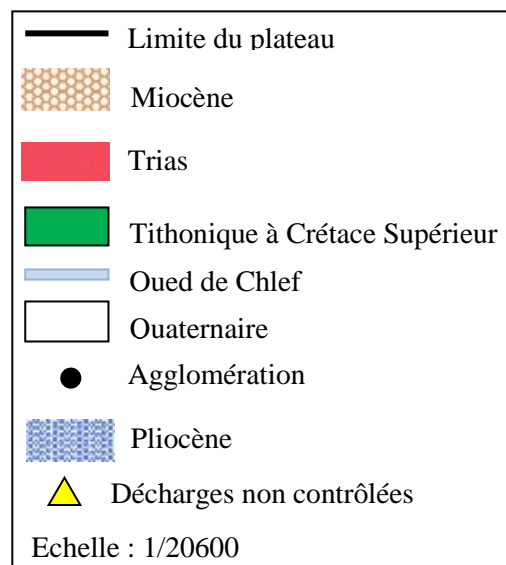 Limite du plateau
Miocène
Trias
Tithonique à Crétace Supérieur
Oued de Chlef
Quaternaire
Agglomération
Pliocène
Décharges non contrôlées
Echelle : 1/20600